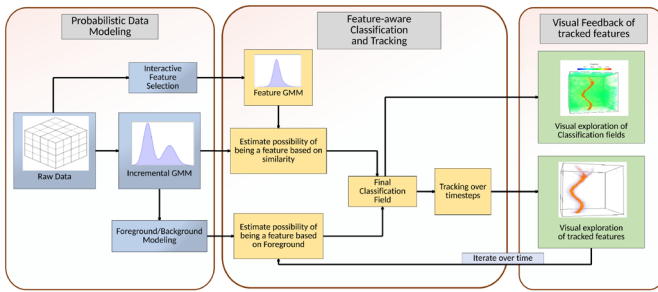 Probabilistic Data
Modeling
Feature-aware
Classification
and Tracking
Visual Feedback of
tracked features
Interactive
Feature
Selection
Feature GMM
Raw Data
Incremental GMM
Estimate possibility of
being a feature based on
similarity
Visual exploration of
Classification fields
Final
Classification
Field
Tracking over
timesteps
Foreground/Background
Modeling
Estimate possibility of
being a feature based
on Foreground
Visual exploration
of tracked features
Iterate over time